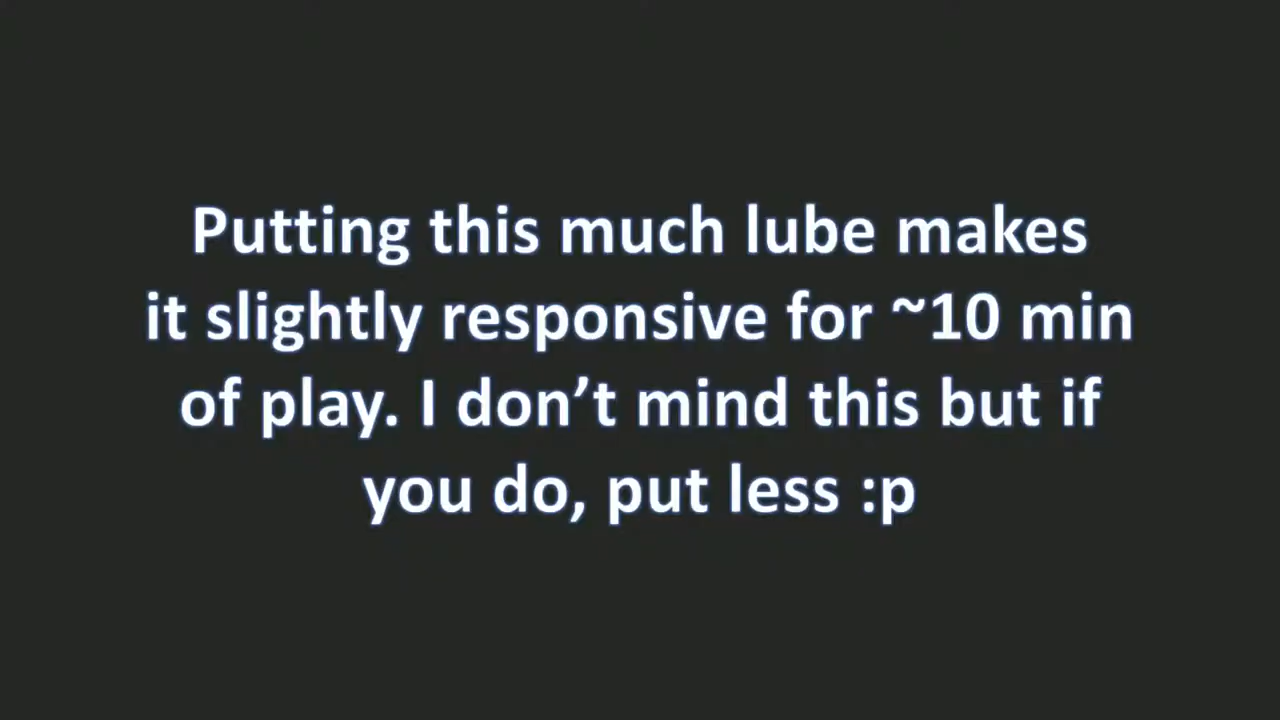 Putting this much lube makes
it slightly responsive for ~10 min
of play. I don’t mind this but if
you do, put less :p